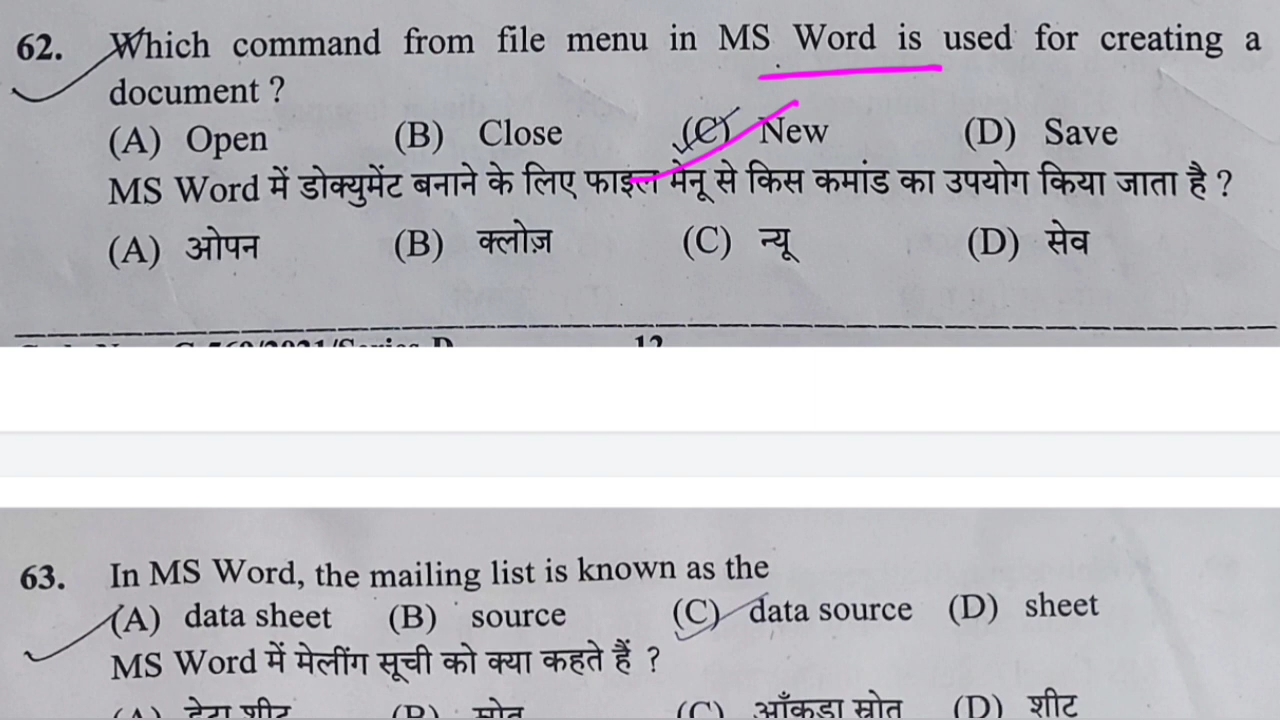 62. Which command from file menu in MS Word is used for creating a
document ?
(A) Open (B) Close (C) New (D) Save
MS Word में डोक्युमेंट बनाने के लिए फाइल मेनू से किस कमांड का उपयोग किया जाता है ?
(A) ओपन (B) क्लोज़ (C) न्यू (D) सेव
12
63. In MS Word, the mailing list is known as the
(A) data sheet (B) source (C) data source (D) sheet
MS Word में मेलींग सूची को क्या कहते हैं ?
(A) डेटा शीट (B) स्रोत (C) आँकडा स्रोत (D) शीट